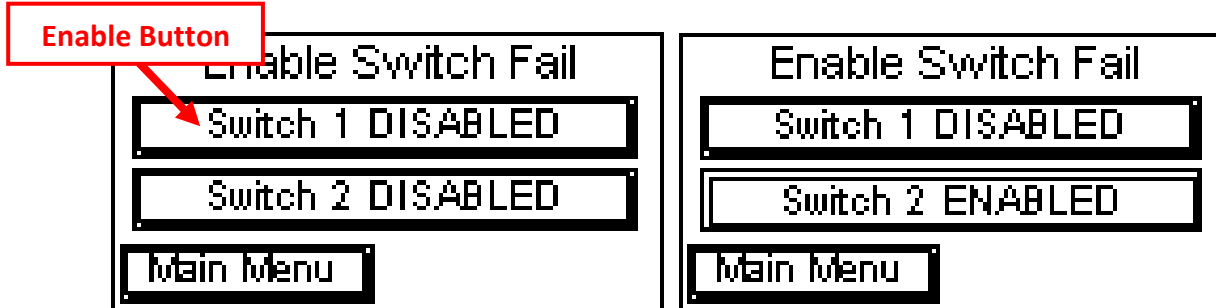 Enable Button
Enable Switch Fail
Switch 1 DISABLED
Switch 2 DISABLED
Main Menu
Enable Switch Fail
Switch 1 DISABLED
Switch 2 ENABLED
Main Menu